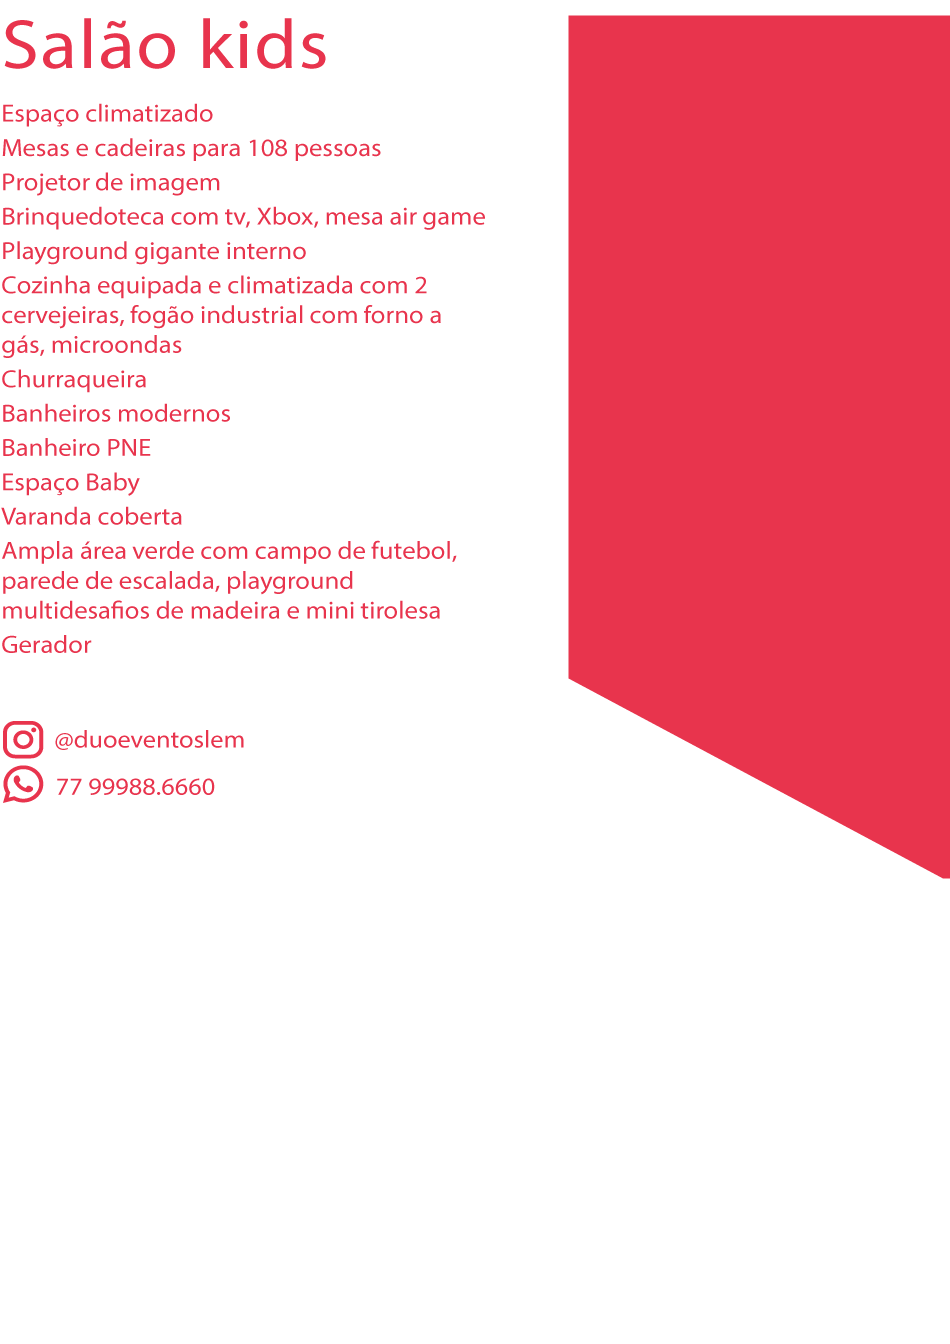 Salão kids
Espaço climatizado
Mesas e cadeiras para 108 pessoas
Projetor de imagem
Brinquedoteca com tv, Xbox, mesa air game
Playground gigante interno
Cozinha equipada e climatizada com 2
cervejeiras, fogão industrial com forno a
gás, microondas
Churraqueira
Banheiros modernos
Banheiro PNE
Espaço Baby
Varanda coberta
Ampla área verde com campo de futebol,
parede de escalada, playground
multidesafios de madeira e mini tirolesa
Gerador
@duoeventoslem
77 99988.6660